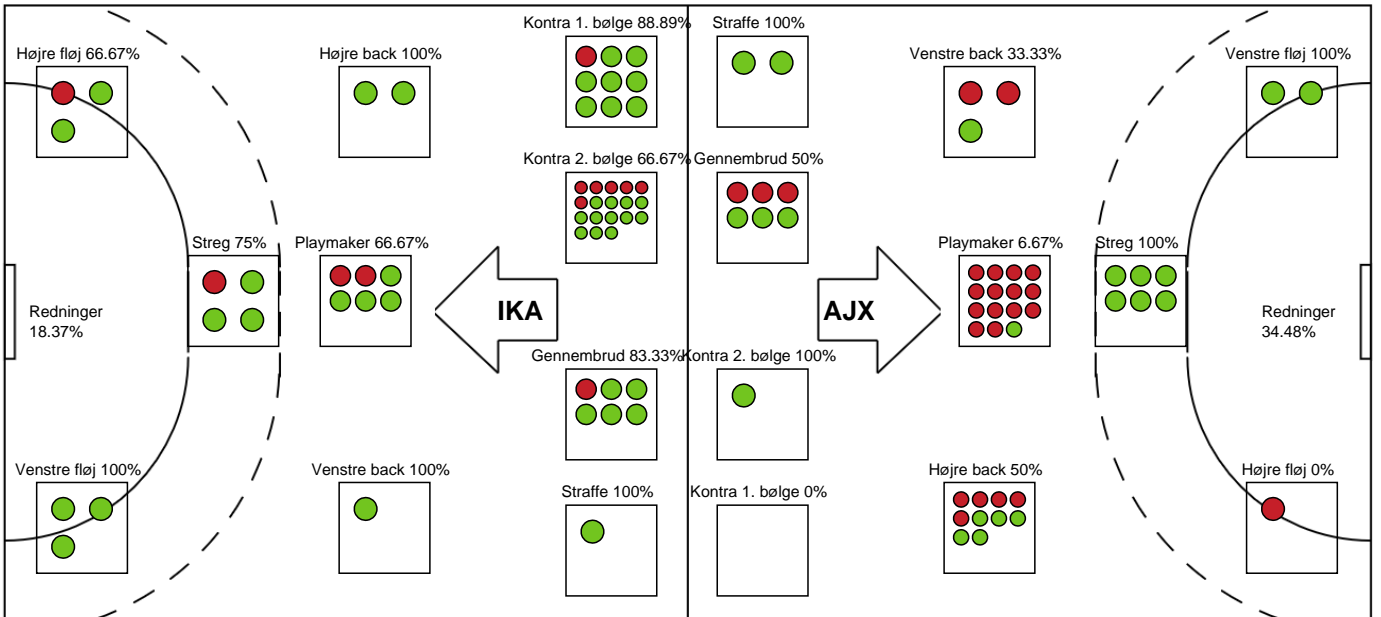 Kontra 1. bølge 88.89%
Straffe 100%
Højre fløj 66.67%
Højre back 100%
Venstre back 33.33%
Venstre fløj 100%
Kontra 2. bølge 66.67%
Gennembrud 50%
Streg 75%
Playmaker 66.67%
Playmaker 6.67%
Streg 100%
Redninger
18.37%
IKA
AJX
Redninger
34.48%
Gennembrud 83.33%
Kontra 2. bølge 100%
Venstre fløj 100%
Venstre back 100%
Straffe 100%
Kontra 1. bølge 0%
Højre back 50%
Højre fløj 0%